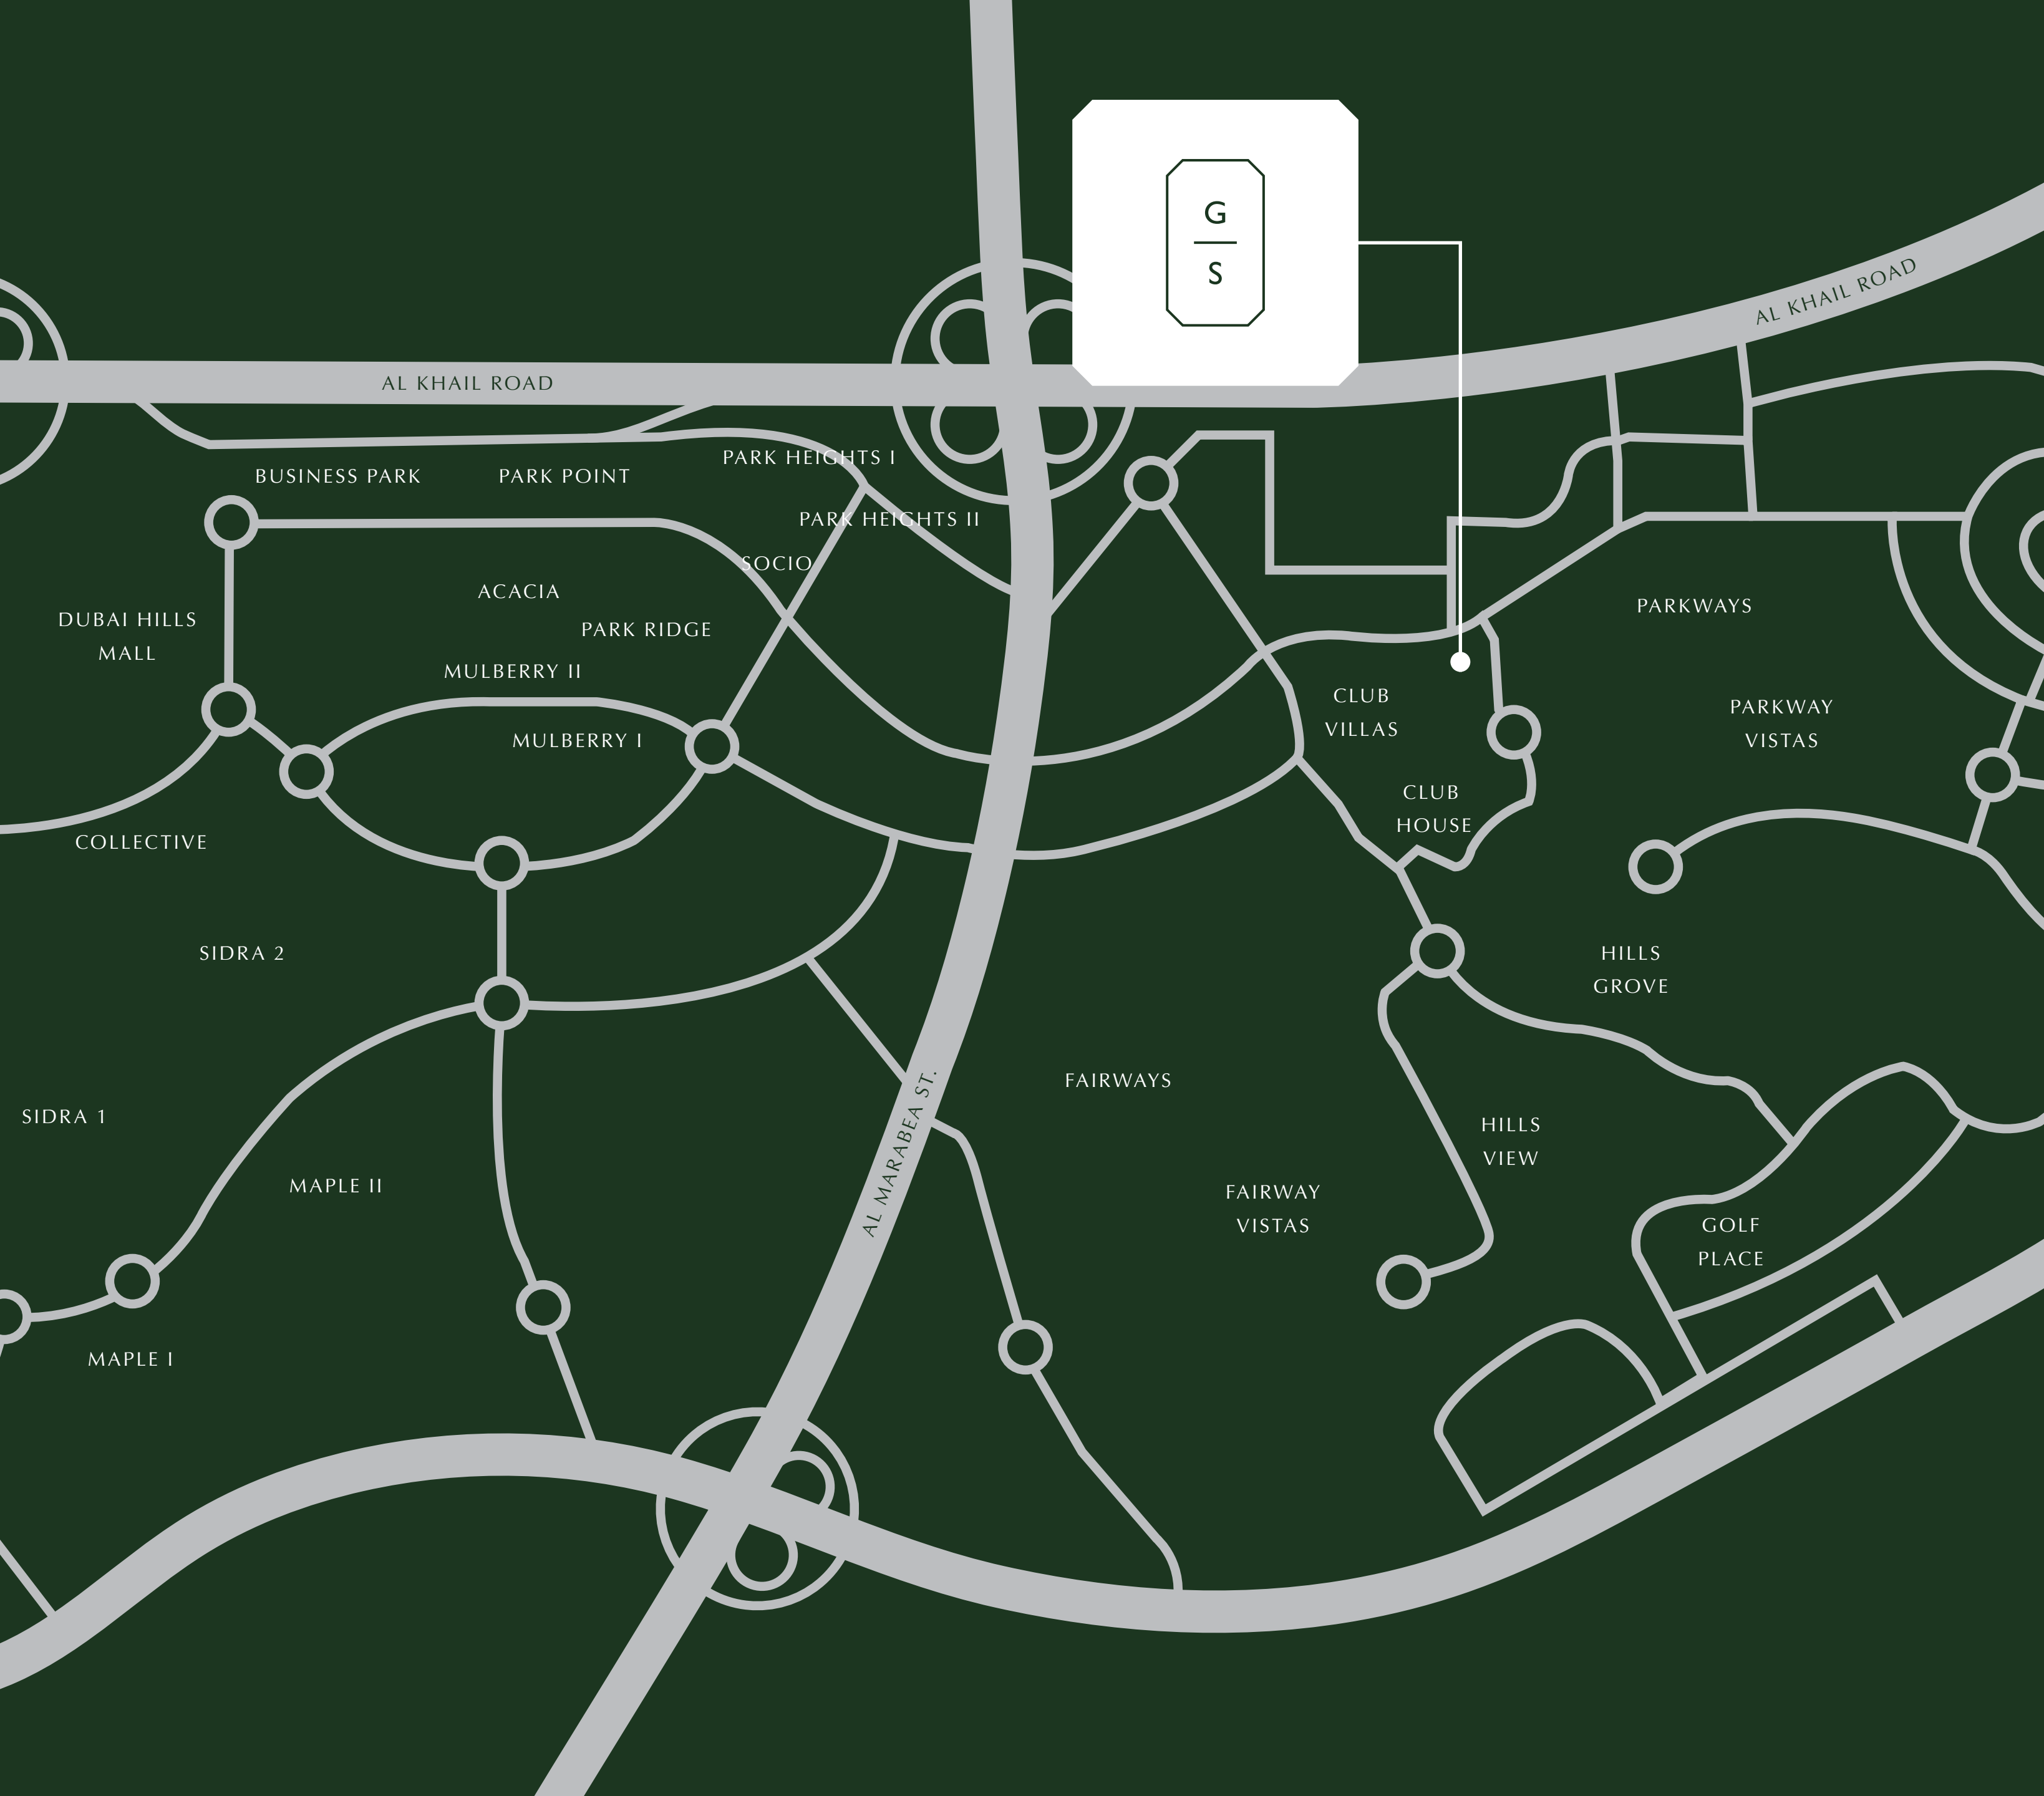 G
S
AL KHAIL ROAD
AL KHAIL ROAD
PARK HEIGHTS I
BUSINESS PARK
PARK POINT
PARK HEIGHTS II
SOCIO
ACACIA
DUBAI HILLS
MALL
PARK RIDGE
PARKWAYS
MULBERRY II
MULBERRY I
CLUB
VILLAS
PARKWAY
VISTAS
CLUB
HOUSE
COLLECTIVE
SIDRA 2
HILLS
GROVE
FAIRWAYS
SIDRA 1
HILLS
VIEW
AL MARABEA ST.
MAPLE II
FAIRWAY
VISTAS
GOLF
PLACE
MAPLE I